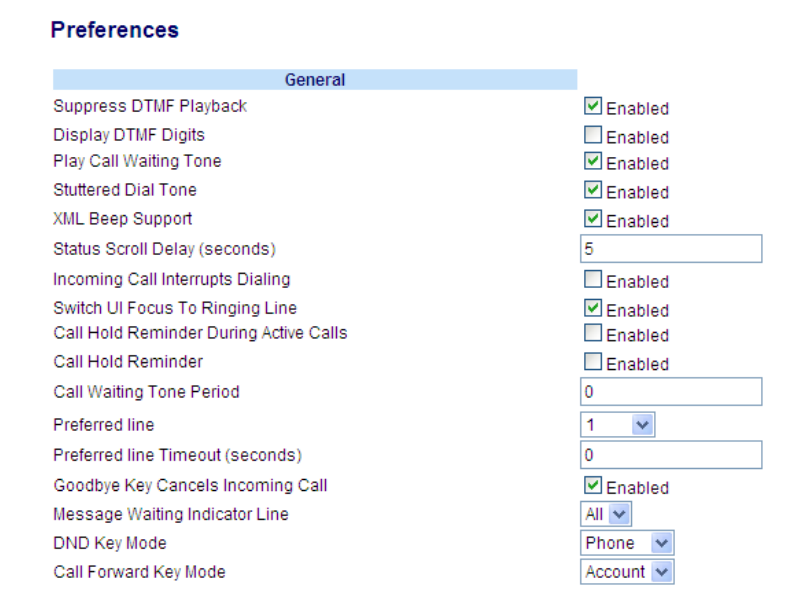 Preferences
General
Suppress DTMF Playback Enabled
Display DTMF Digits Enabled
Play Call Waiting Tone Enabled
Stuttered Dial Tone Enabled
XML Beep Support Enabled
Status Scroll Delay (seconds) 5
Incoming Call Interrupts Dialing Enabled
Switch UI Focus To Ringing Line Enabled
Call Hold Reminder During Active Calls Enabled
Call Hold Reminder Enabled
Call Waiting Tone Period 0
Preferred line 1
Preferred line Timeout (seconds) 0
Goodbye Key Cancels Incoming Call Enabled
Message Waiting Indicator Line All
DND Key Mode Phone
Call Forward Key Mode Account